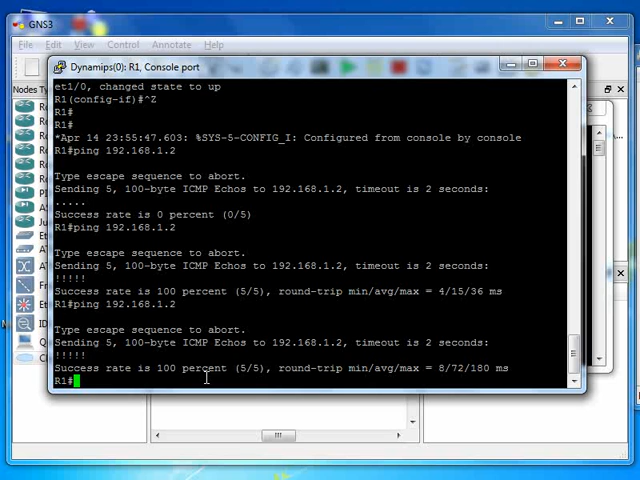 GNS3
File Edit View Control Annotate Help
Dynamips(0): R1, Console port
Nodes Types
et1/0, changed state to up
R1(config-if)#^Z
R1#
R1#
*Apr 14 23:55:47.603: %SYS-5-CONFIG_I: Configured from console by console
R1#ping 192.168.1.2
Type escape sequence to abort.
Sending 5, 100-byte ICMP Echos to 192.168.1.2, timeout is 2 seconds:
.....
Success rate is 0 percent (0/5)
R1#ping 192.168.1.2
Type escape sequence to abort.
Sending 5, 100-byte ICMP Echos to 192.168.1.2, timeout is 2 seconds:
!!!!!
Success rate is 100 percent (5/5), round-trip min/avg/max = 4/15/36 ms
R1#ping 192.168.1.2
Type escape sequence to abort.
Sending 5, 100-byte ICMP Echos to 192.168.1.2, timeout is 2 seconds:
!!!!!
Success rate is 100 percent (5/5), round-trip min/avg/max = 8/72/180 ms
R1#